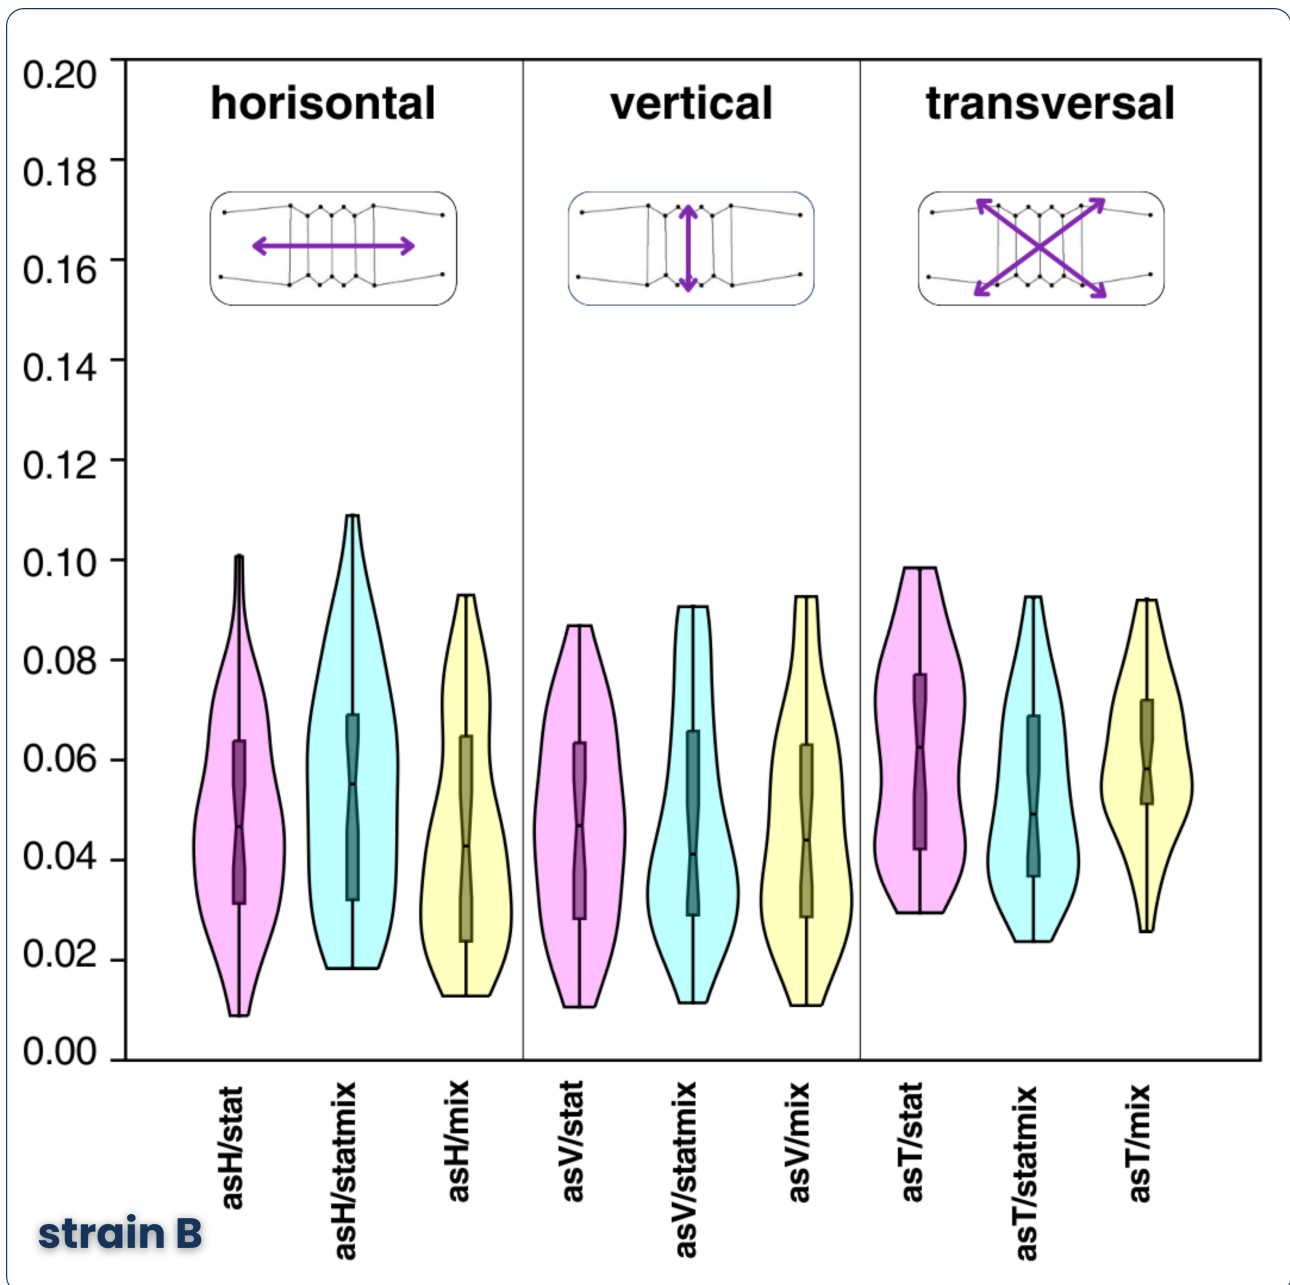 0.20
0.18
0.16
0.14
0.12
0.10
0.08
0.06
0.04
0.02
0.00
horisontal
vertical
transversal
asH/stat
asH/statmix
asH/mix
asV/stat
asV/statmix
asV/mix
asT/stat
asT/statmix
asT/mix
strain B